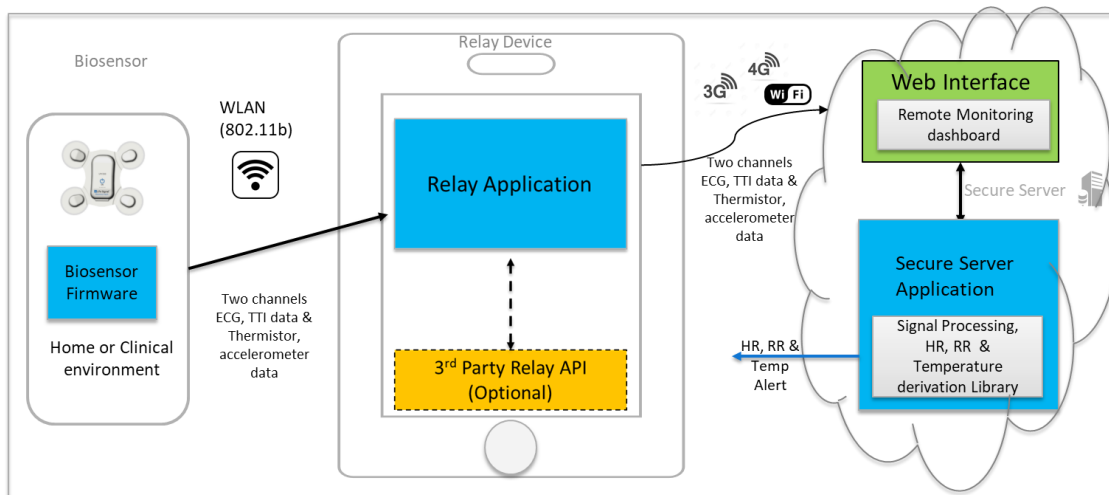 Biosensor
Biosensor
Firmware
Home or Clinical
environment
WLAN
(802.11b)
Two channels
ECG, TTI data &
Thermistor,
accelerometer
data
Relay Device
Relay Application
3rd Party Relay API
(Optional)
3G
4G
Wi Fi
Two channels
ECG, TTI data &
Thermistor,
accelerometer
data
Web Interface
Remote Monitoring
dashboard
Secure Server
Secure Server
Application
Signal Processing,
HR, RR &
Temperature
derivation Library
HR, RR &
Temp
Alert